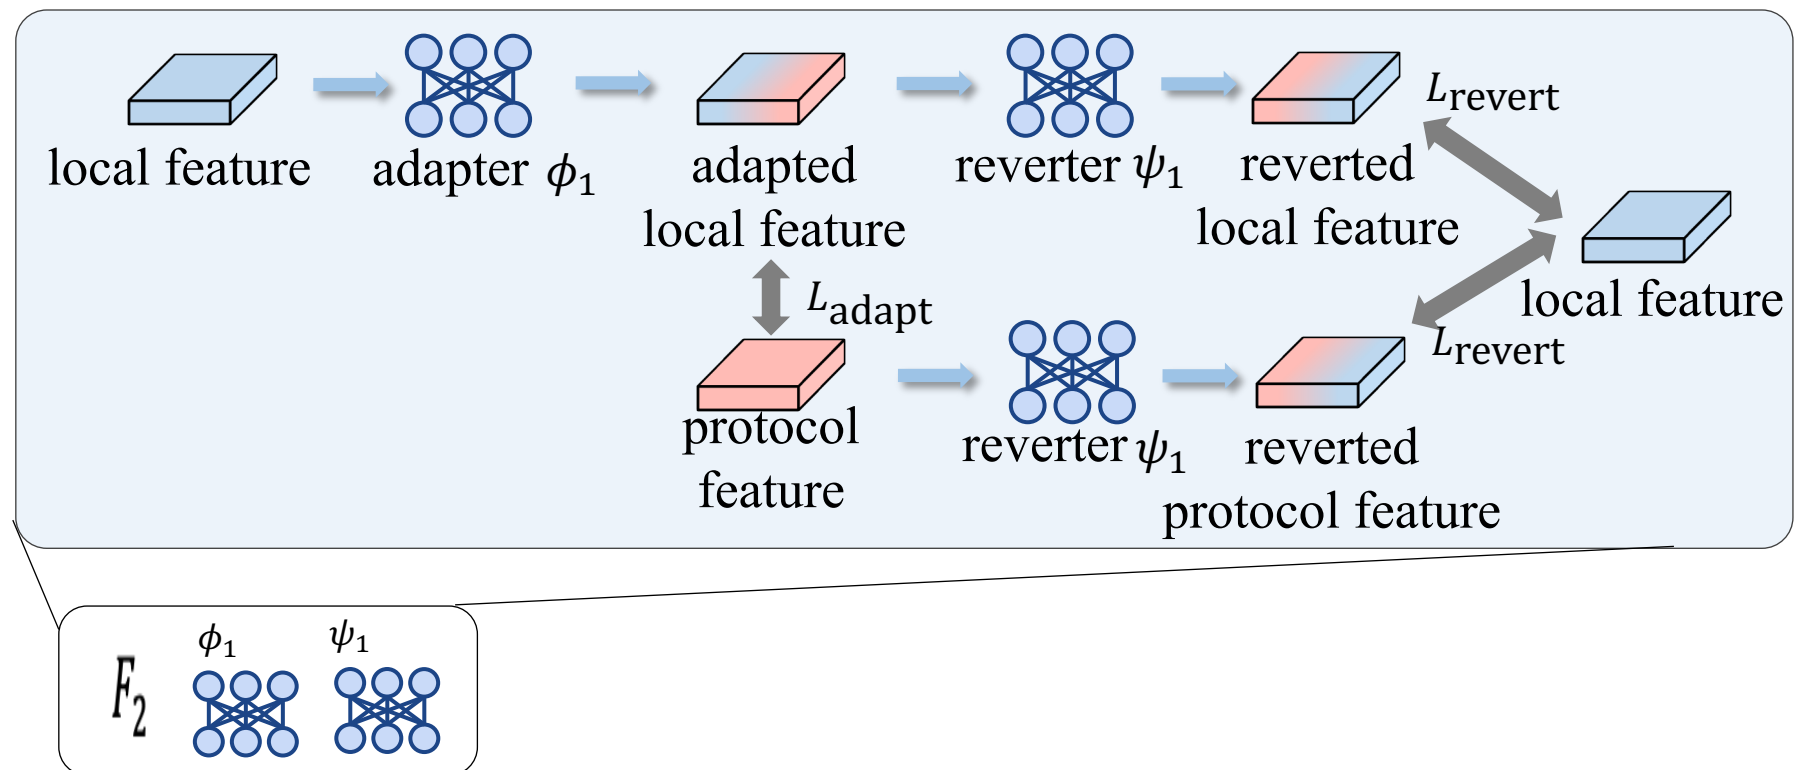 local feature
adapter ϕ₁
adapted
local feature
reverter ψ₁
reverted
local feature
L_revert
local feature
L_adapt
protocol
feature
reverter ψ₁
reverted
protocol feature
L_revert
F₂
ϕ₁
ψ₁